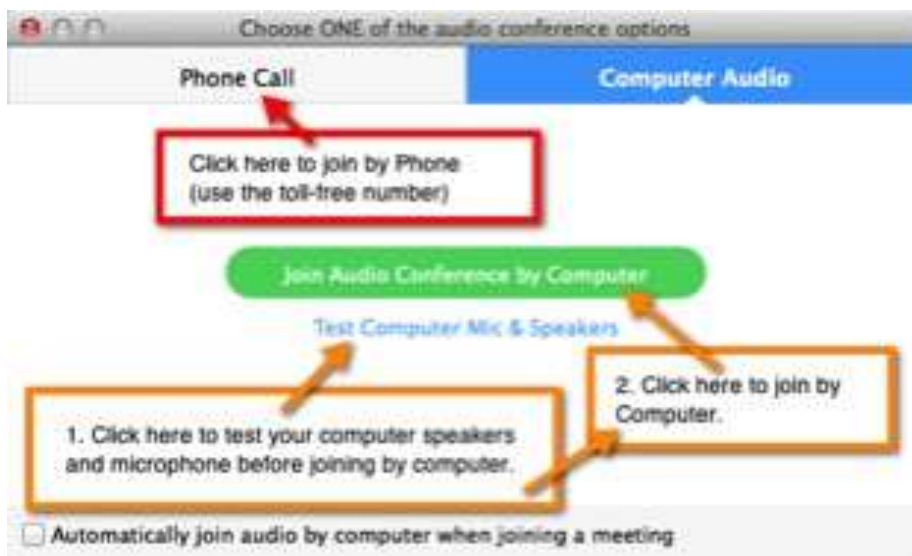 Choose ONE of the audio conference options
Phone Call
Computer Audio
Click here to join by Phone
(use the toll-free number)
Join Audio Conference by Computer
Test Computer Mic & Speakers
2. Click here to join by
Computer.
1. Click here to test your computer speakers
and microphone before joining by computer.
Automatically join audio by computer when joining a meeting